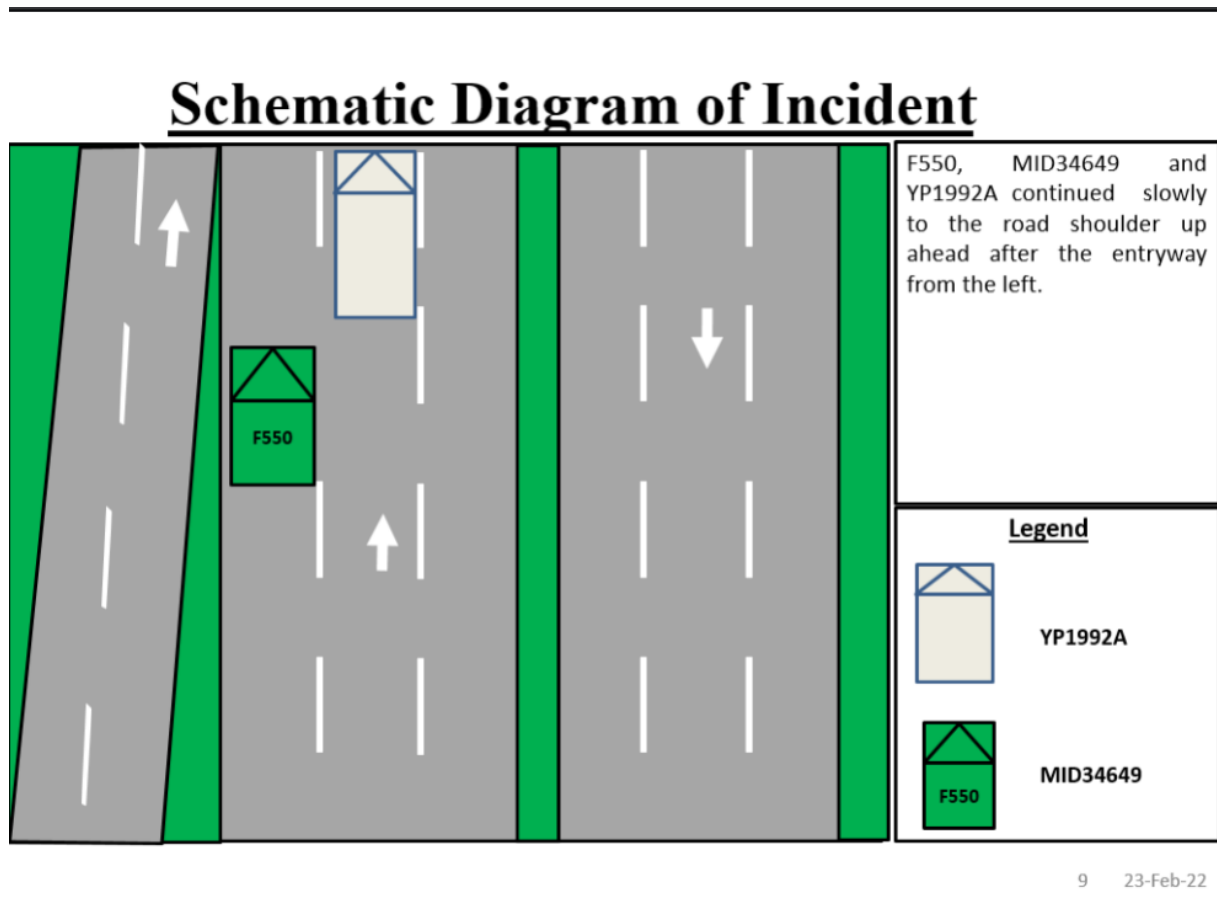 Schematic Diagram of Incident
F550, MID34649 and
YP1992A continued slowly
to the road shoulder up
ahead after the entryway
from the left.
F550
Legend
YP1992A
MID34649
F550
9 23-Feb-22